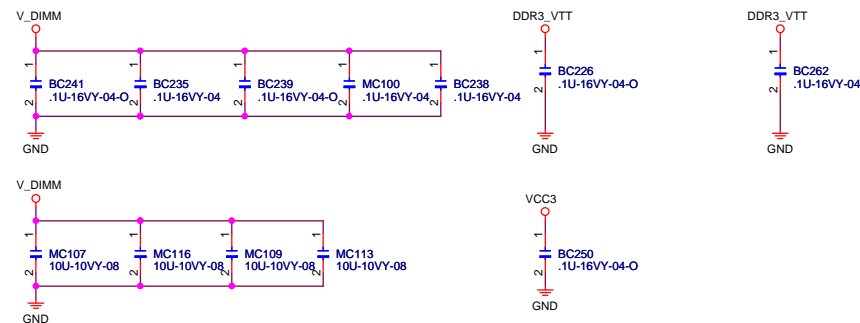 V_DIMM
DDR3_VTT
DDR3_VTT
1
BC241
.1U-16VY-04-O
2
1
BC235
.1U-16VY-04
2
1
BC239
.1U-16VY-04-O
2
1
MC100
.1U-16VY-04
2
1
BC238
.1U-16VY-04
2
1
BC226
.1U-16VY-04-O
2
1
BC262
.1U-16VY-04
2
GND
GND
GND
V_DIMM
VCC3
1
MC107
10U-10VY-08
2
1
MC116
10U-10VY-08
2
1
MC109
10U-10VY-08
2
1
MC113
10U-10VY-08
2
1
BC250
.1U-16VY-04-O
2
GND
GND